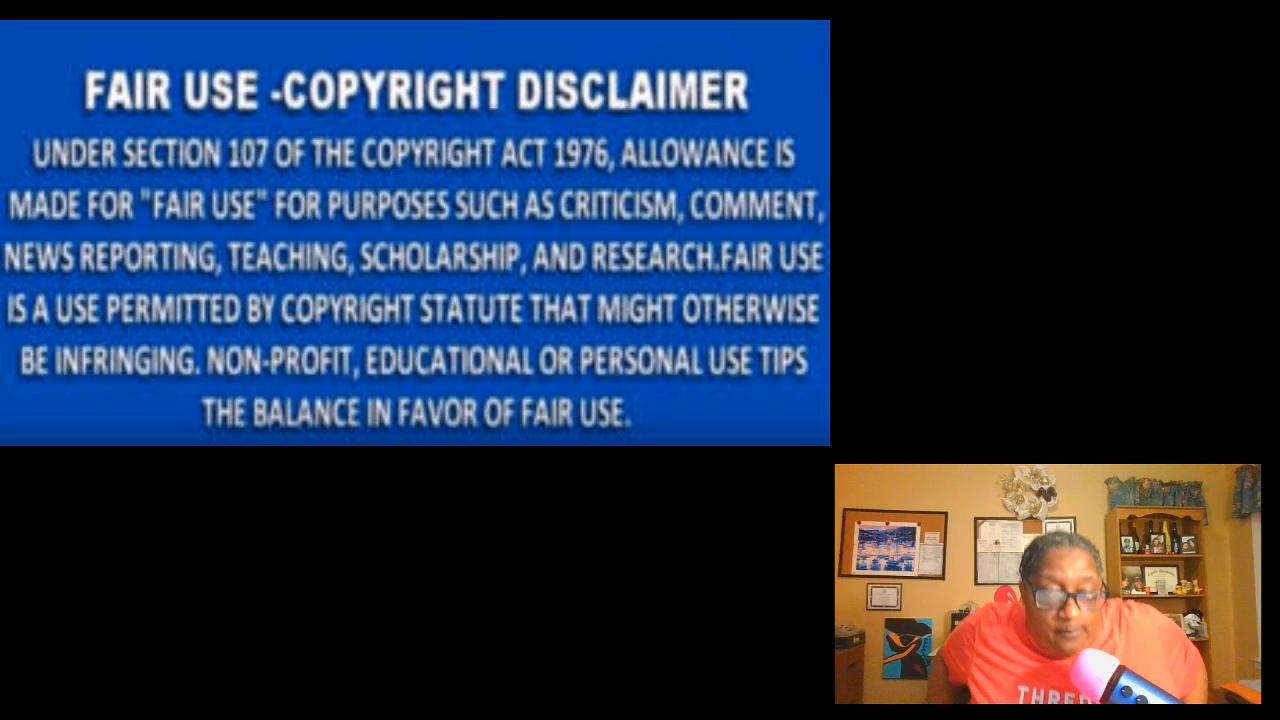 FAIR USE -COPYRIGHT DISCLAIMER
UNDER SECTION 107 OF THE COPYRIGHT ACT 1976, ALLOWANCE IS
MADE FOR "FAIR USE" FOR PURPOSES SUCH AS CRITICISM, COMMENT,
NEWS REPORTING, TEACHING, SCHOLARSHIP, AND RESEARCH.FAIR USE
IS A USE PERMITTED BY COPYRIGHT STATUTE THAT MIGHT OTHERWISE
BE INFRINGING. NON-PROFIT, EDUCATIONAL OR PERSONAL USE TIPS
THE BALANCE IN FAVOR OF FAIR USE.